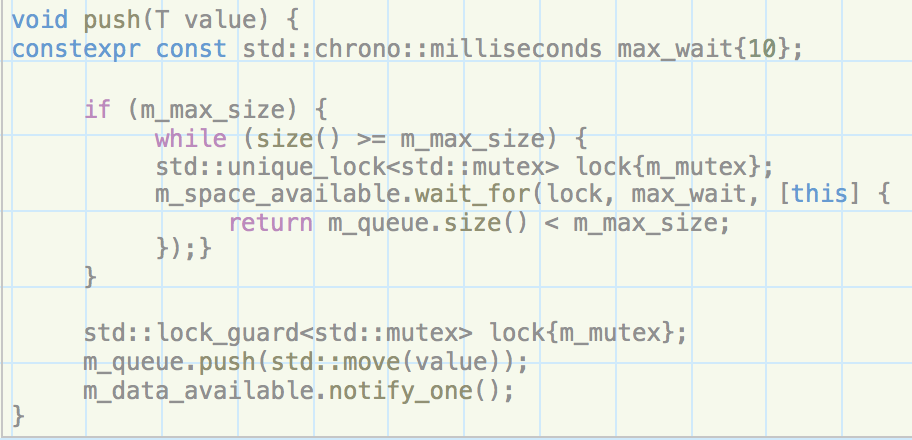 void push(T value) {
constexpr const std::chrono::milliseconds max_wait{10};
if (m_max_size) {
while (size() >= m_max_size) {
std::unique_lock<std::mutex> lock{m_mutex};
m_space_available.wait_for(lock, max_wait, [this] {
return m_queue.size() < m_max_size;
});}
}
std::lock_guard<std::mutex> lock{m_mutex};
m_queue.push(std::move(value));
m_data_available.notify_one();
}